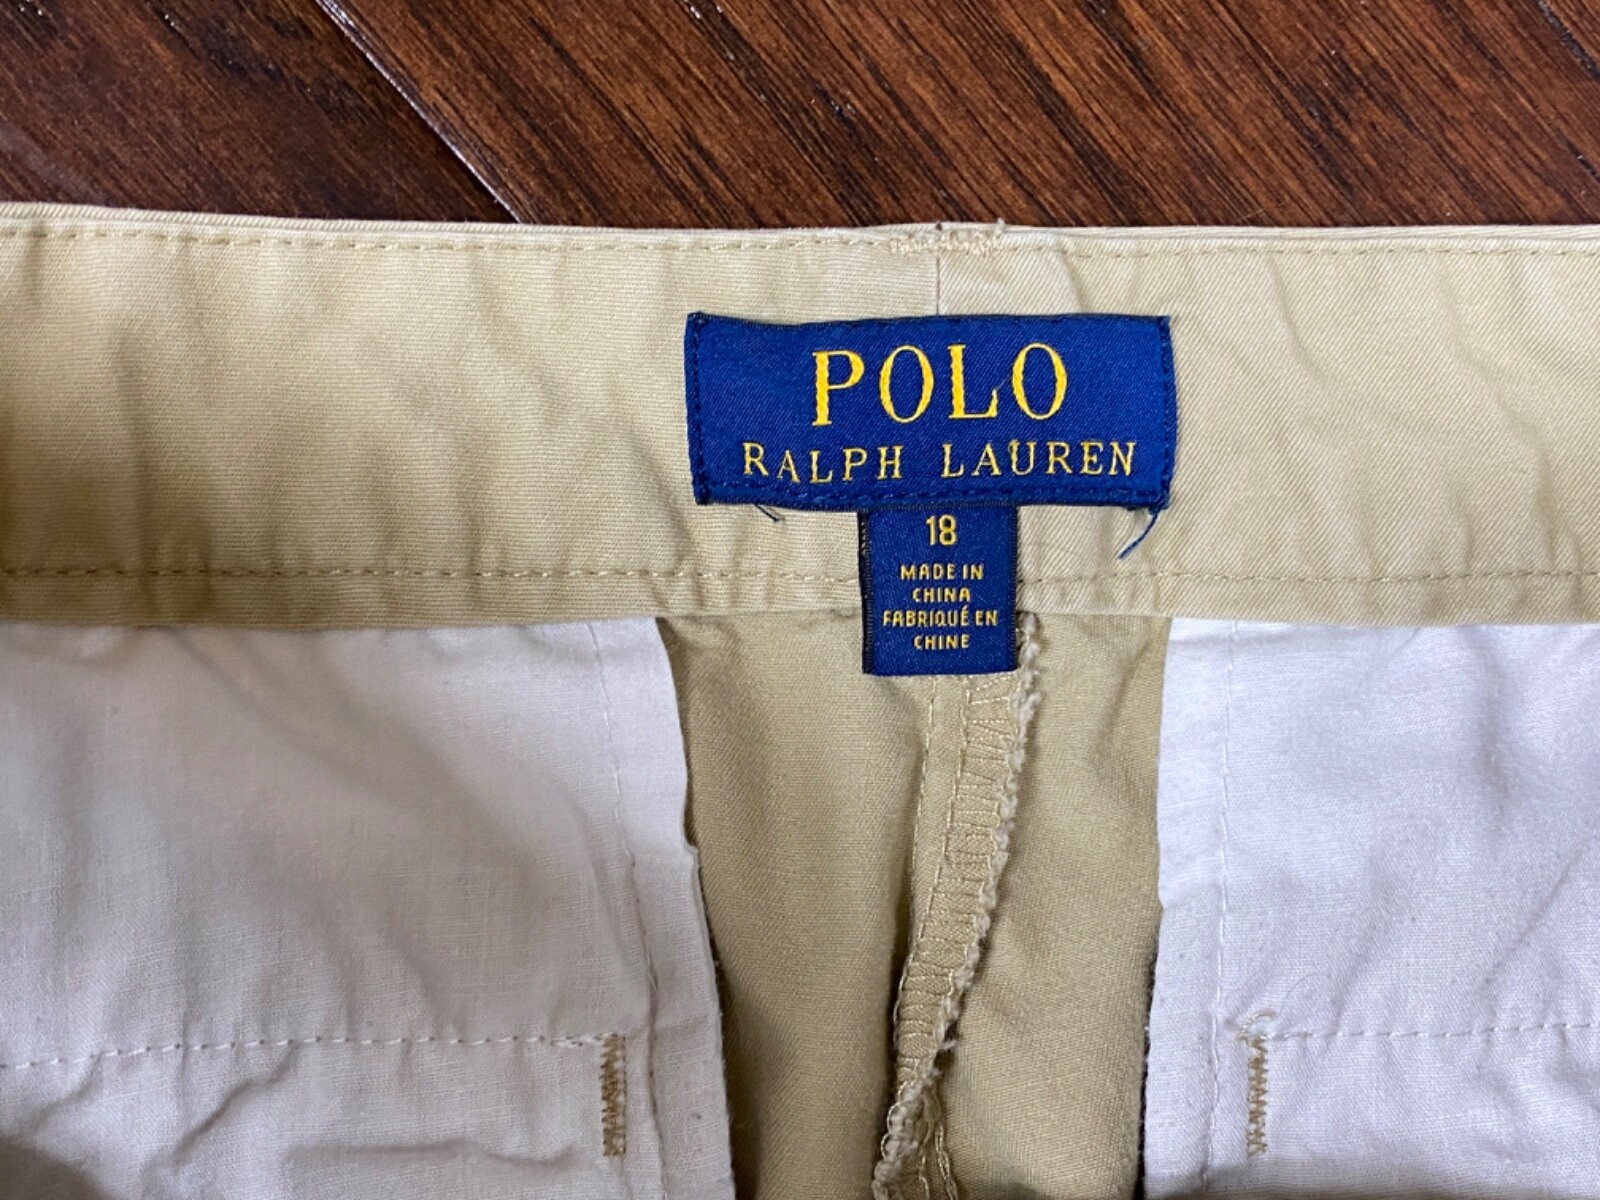 POLO
RALPH LAUREN
18
MADE IN
CHINA
FABRIQUÉ EN
CHINE